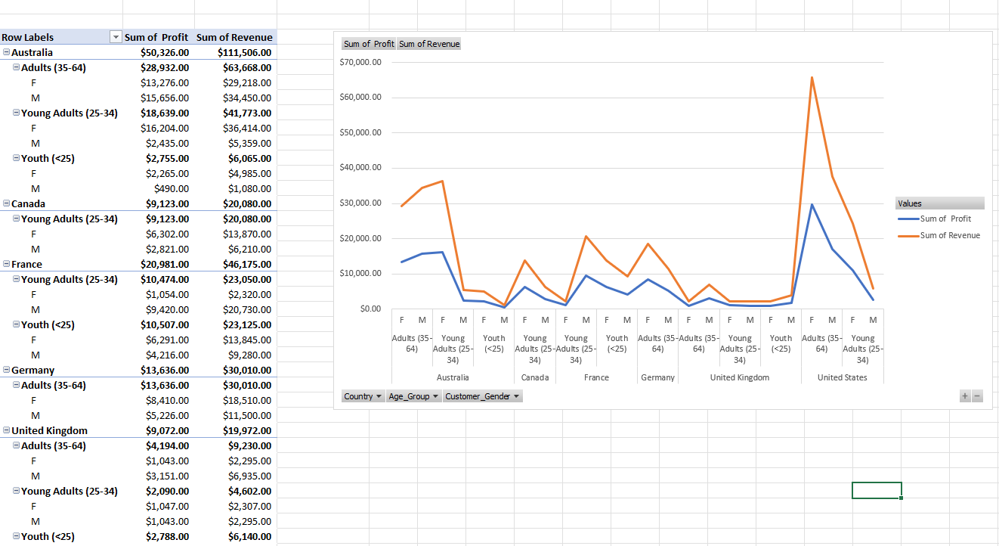 Row Labels Sum of  Profit Sum of Revenue
Australia $50,326.00 $111,506.00
Adults (35-64) $28,932.00 $63,668.00
F $13,276.00 $29,218.00
M $15,656.00 $34,450.00
Young Adults (25-34) $18,639.00 $41,773.00
F $16,204.00 $36,414.00
M $2,435.00 $5,359.00
Youth (<25) $2,755.00 $6,065.00
F $2,265.00 $4,985.00
M $490.00 $1,080.00
Canada $9,123.00 $20,080.00
Young Adults (25-34) $9,123.00 $20,080.00
F $6,302.00 $13,870.00
M $2,821.00 $6,210.00
France $20,981.00 $46,175.00
Young Adults (25-34) $10,474.00 $23,050.00
F $1,054.00 $2,320.00
M $9,420.00 $20,730.00
Youth (<25) $10,507.00 $23,125.00
F $6,291.00 $13,845.00
M $4,216.00 $9,280.00
Germany $13,636.00 $30,010.00
Adults (35-64) $13,636.00 $30,010.00
F $8,410.00 $18,510.00
M $5,226.00 $11,500.00
United Kingdom $9,072.00 $19,972.00
Adults (35-64) $4,194.00 $9,230.00
F $1,043.00 $2,295.00
M $3,151.00 $6,935.00
Young Adults (25-34) $2,090.00 $4,602.00
F $1,047.00 $2,307.00
M $1,043.00 $2,295.00
Youth (<25) $2,788.00 $6,140.00
Sum of  Profit Sum of Revenue
$70,000.00
$60,000.00
$50,000.00
$40,000.00
$30,000.00
$20,000.00
$10,000.00
$0.00
F M F M F M F M F M F M F M F M F M F M F M F M
Adults (35- Young Youth Young Young Youth Adults (35- Adults (35- Young Youth Adults (35- Young
64) Adults (25- (<25) Adults (25- Adults (25- (<25) 64) 64) Adults (25- (<25) 64) Adults (25-
34) 34) 34) 34) 34)
Australia Canada France Germany United Kingdom United States
Values
Sum of  Profit
Sum of Revenue
Country Age_Group Customer_Gender
+ −